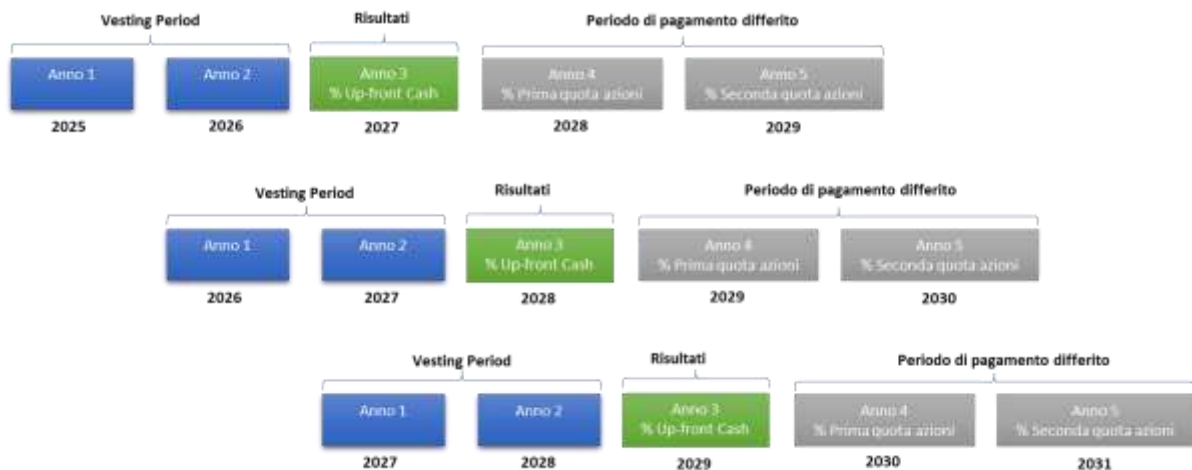 Vesting Period
Risultati
Periodo di pagamento differito
Anno 1
Anno 2
Anno 3
% Up-front Cash
Anno 4
% Prima quota azioni
Anno 5
% Seconda quota azioni
2025
2026
2027
2028
2029
Vesting Period
Risultati
Periodo di pagamento differito
Anno 1
Anno 2
Anno 3
% Up-front Cash
Anno 4
% Prima quota azioni
Anno 5
% Seconda quota azioni
2026
2027
2028
2029
2030
Vesting Period
Risultati
Periodo di pagamento differito
Anno 1
Anno 2
Anno 3
% Up-front Cash
Anno 4
% Prima quota azioni
Anno 5
% Seconda quota azioni
2027
2028
2029
2030
2031